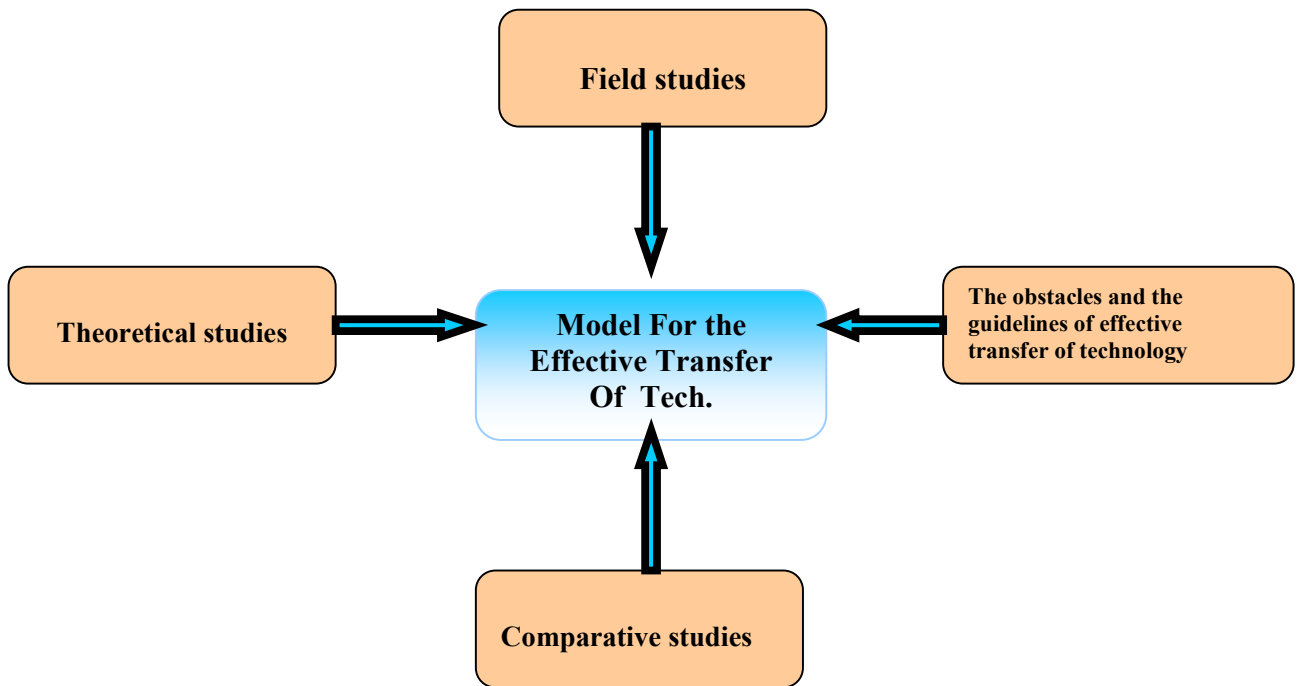 Field studies
Theoretical studies
Model For the
Effective Transfer
Of Tech.
The obstacles and the
guidelines of effective
transfer of technology
Comparative studies